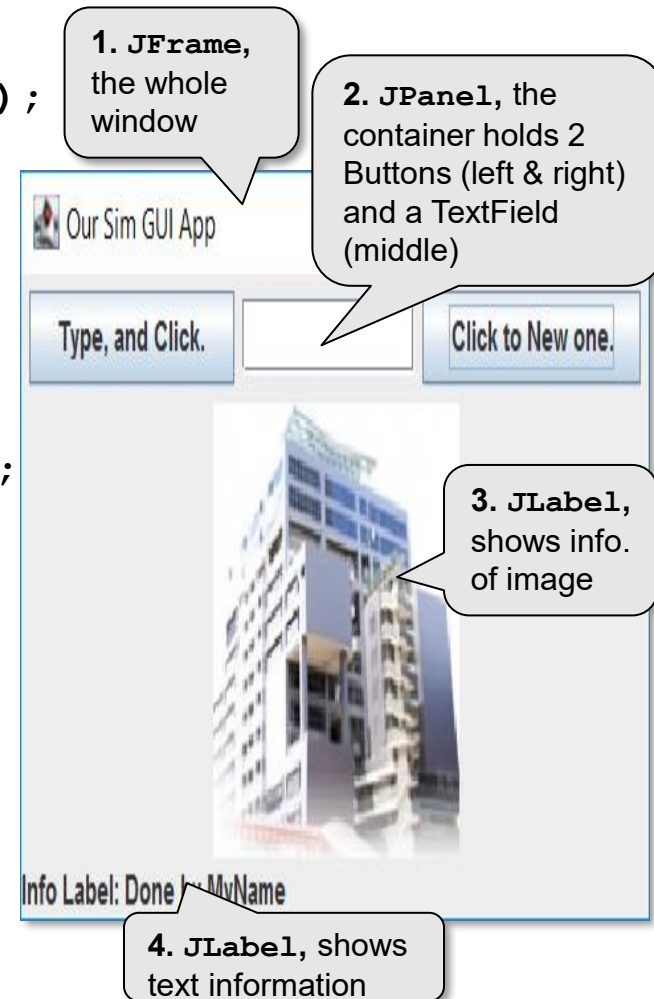 ) ;
1. JFrame,
the whole
window
2. JPanel, the
container holds 2
Buttons (left & right)
and a TextField
(middle)
Our Sim GUI App
Type, and Click.
Click to New one.
;
3. JLabel,
shows info.
of image
Info Label: Done by MyName
4. JLabel, shows
text information